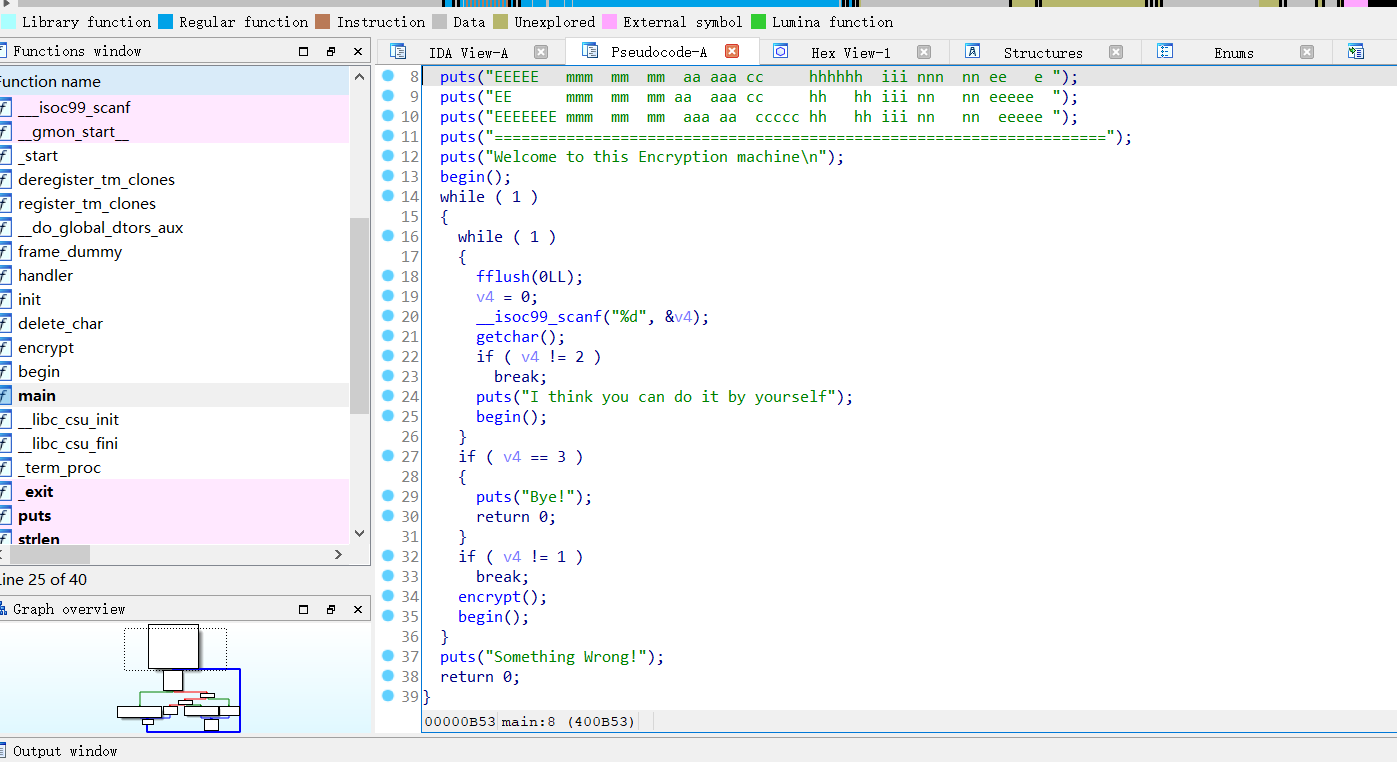 Library function Regular function Instruction Data Unexplored External symbol Lumina function
Functions window
IDA View-A Pseudocode-A Hex View-1 Structures Enums
Function name
f ___isoc99_scanf
f __gmon_start__
f _start
f deregister_tm_clones
f register_tm_clones
f __do_global_dtors_aux
f frame_dummy
f handler
f init
f delete_char
f encrypt
f begin
f main
f __libc_csu_init
f __libc_csu_fini
f _term_proc
f _exit
f puts
f strlen
Line 25 of 40
Graph overview
8 puts("EEEEE   mmm  mm  mm  aa aaa cc     hhhhhh  iii nnn  nn ee   e ");
9 puts("EE      mmm  mm  mm aa  aaa cc     hh   hh iii nn   nn eeeee  ");
10 puts("EEEEEEE mmm  mm  mm  aaa aa  ccccc hh   hh iii nn   nn  eeeee ");
11 puts("====================================================================");
12 puts("Welcome to this Encryption machine\n");
13 begin();
14 while ( 1 )
15 {
16 while ( 1 )
17 {
18 fflush(0LL);
19 v4 = 0;
20 __isoc99_scanf("%d", &v4);
21 getchar();
22 if ( v4 != 2 )
23 break;
24 puts("I think you can do it by yourself");
25 begin();
26 }
27 if ( v4 == 3 )
28 {
29 puts("Bye!");
30 return 0;
31 }
32 if ( v4 != 1 )
33 break;
34 encrypt();
35 begin();
36 }
37 puts("Something Wrong!");
38 return 0;
39 }
00000B53 main:8 (400B53)
Output window